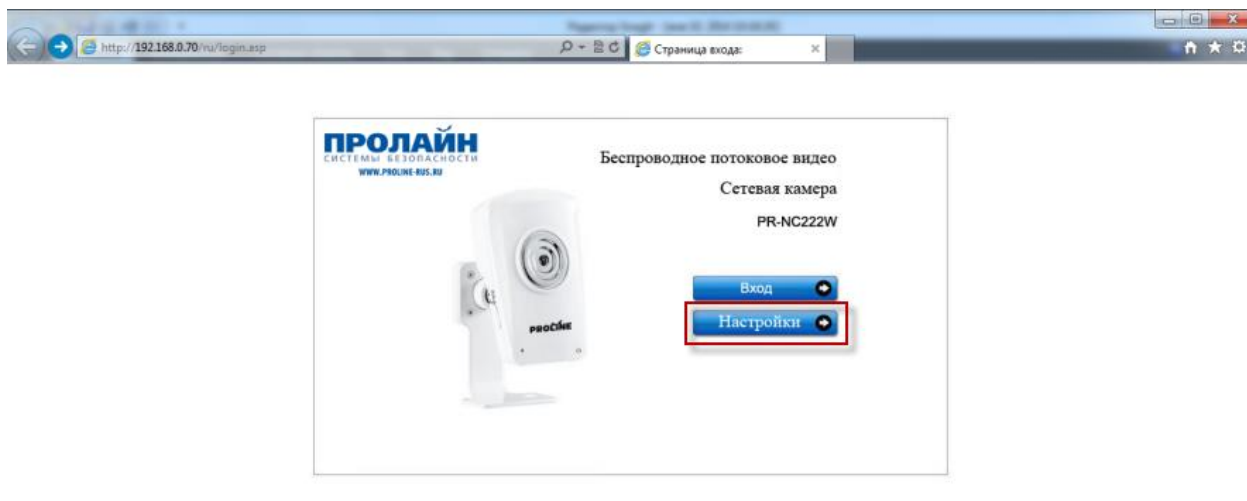 http://192.168.0.70/ru/login.asp
Страница входа:
ПРОЛАЙН
СИСТЕМЫ БЕЗОПАСНОСТИ
WWW.PROLINE-RUS.RU
Беспроводное потоковое видео
Сетевая камера
PR-NC222W
Вход
Настройки
PROLINE